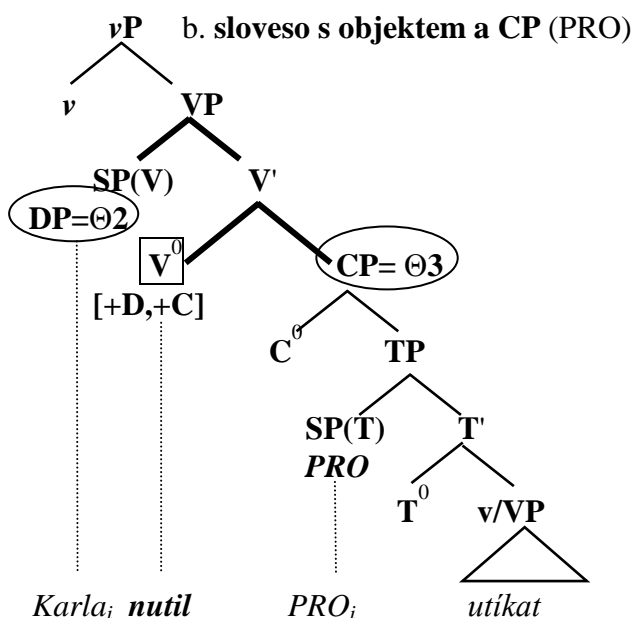 vP b. sloveso s objektem a CP (PRO)
v VP
SP(V) V'
DP=Θ2
V⁰ CP= Θ3
[+D,+C]
C⁰ TP
SP(T) T'
PRO
T⁰ v/VP
Karlaᵢ nutil PROᵢ utíkat